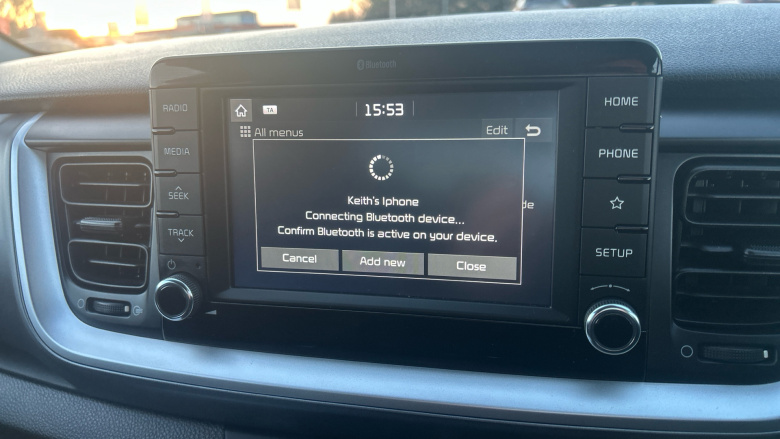 Bluetooth
RADIO
MEDIA
SEEK
TRACK
TA
15:53
All menus
Edit
Keith's Iphone
Connecting Bluetooth device...
Confirm Bluetooth is active on your device.
Cancel
Add new
Close
de
HOME
PHONE
SETUP